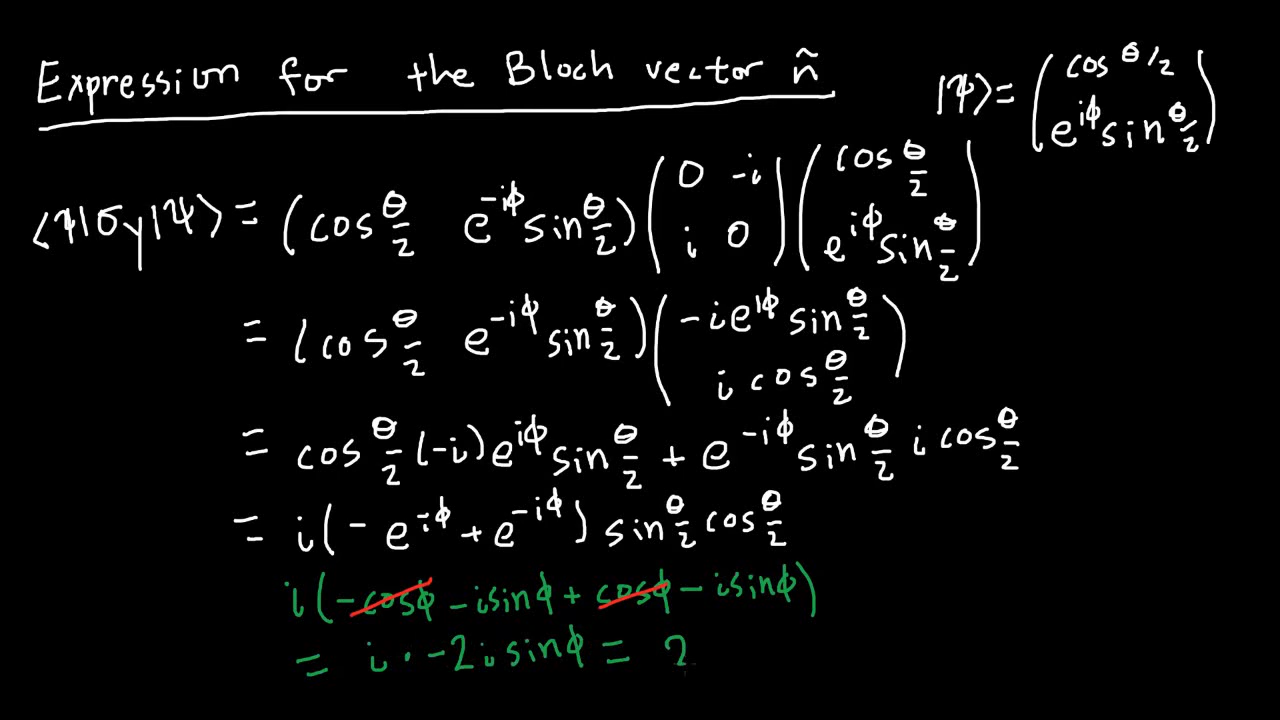 Expression for the Bloch vector ñ
|ψ⟩ = ( cos θ/2
e^{iϕ} sin θ/2 )
⟨ψ|σ_y|ψ⟩ = (cos θ/2  e^{-iϕ} sin θ/2) ( 0 -i ; i 0 ) ( cos θ/2 ; e^{iϕ} sin θ/2 )
= (cos θ/2  e^{-iϕ} sin θ/2) ( -i e^{iϕ} sin θ/2 ; i cos θ/2 )
= cos θ/2 (-i) e^{iϕ} sin θ/2 + e^{-iϕ} sin θ/2 i cos θ/2
= i(- e^{iϕ} + e^{-iϕ}) sin θ/2 cos θ/2
i(-cosϕ - i sinϕ + cosϕ - i sinϕ)
= i · -2i sinϕ = 2